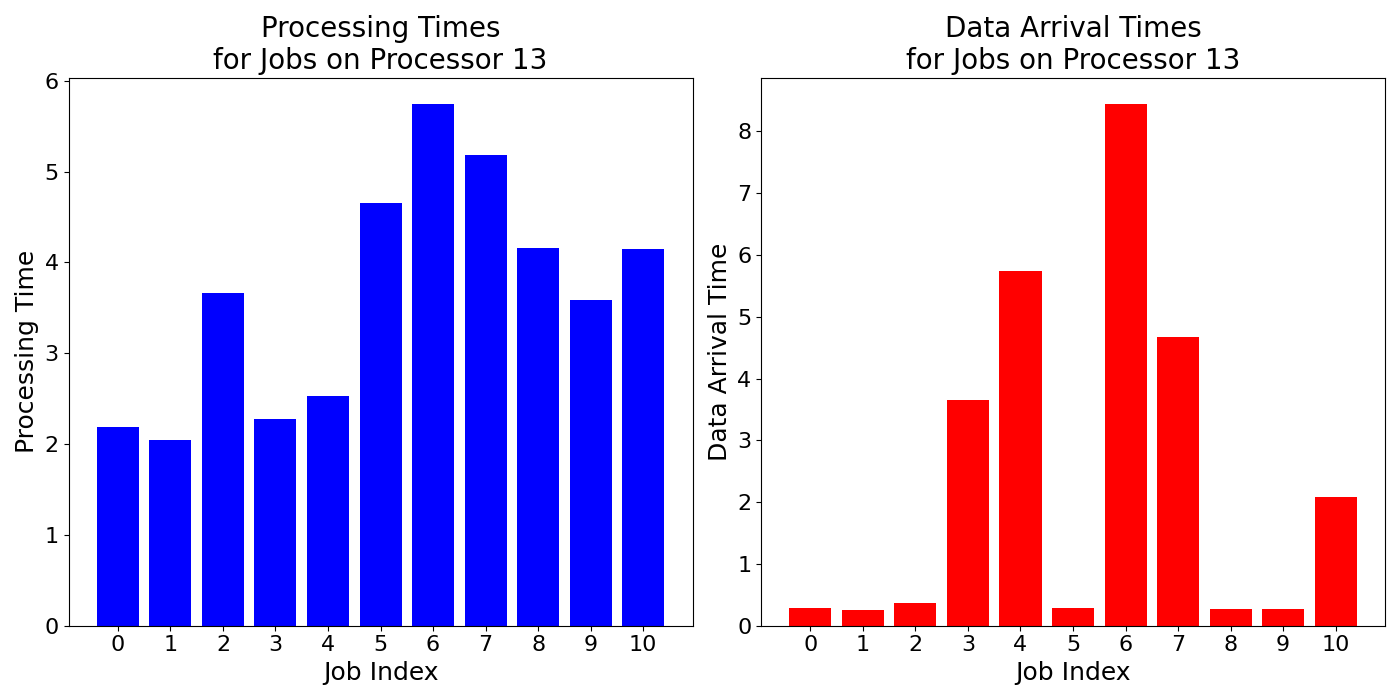 Processing Times
for Jobs on Processor 13
6
5
4
3
2
1
0
Processing Time
0 1 2 3 4 5 6 7 8 9 10
Job Index
Data Arrival Times
for Jobs on Processor 13
8
7
6
5
4
3
2
1
0
Data Arrival Time
0 1 2 3 4 5 6 7 8 9 10
Job Index